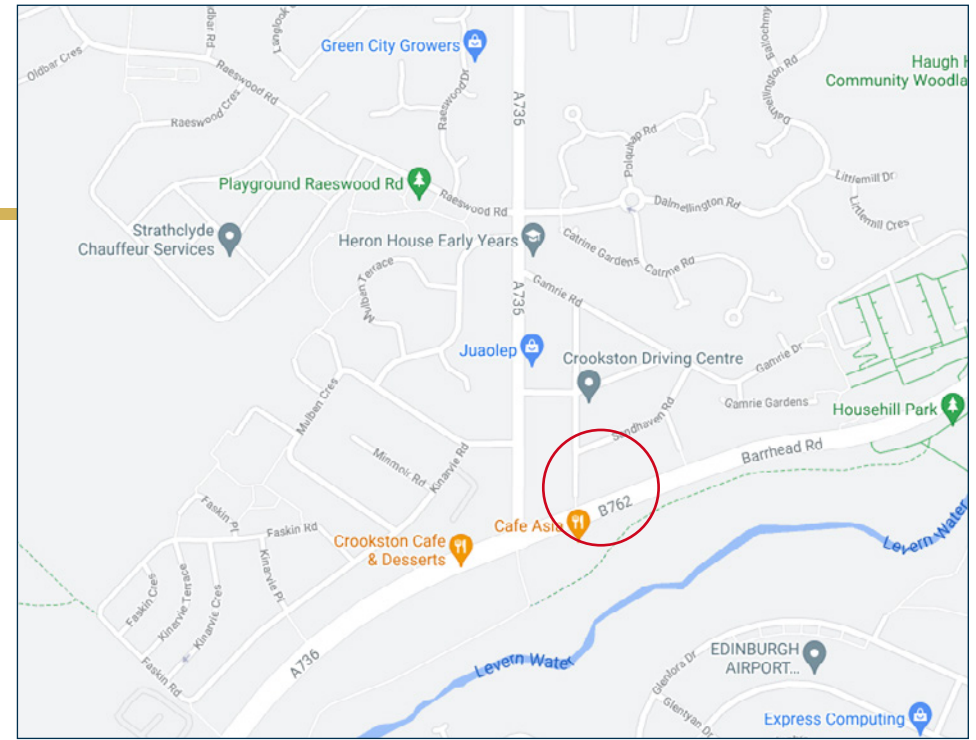 dbar Rd
Langlook
Green City Growers
Ballochmy
Dalmellington Rd
Haugh H
Community Woodla
Oldbar Cres
Raeswood Rd
Raeswood Dr
A736
Raeswood Cres
Polquhap Rd
Dalmellington Rd
Playground Raeswood Rd
Raeswood Rd
Littlemill Dr
Littlemill Cres
Dalmellington Rd
Strathclyde
Chauffeur Services
Heron House Early Years
Catrine Gardens
Catrine Rd
Mulben Terrace
A735
Gamrie Rd
Juaolep
Crookston Driving Centre
Gamrie Dr
Mulben Cres
Gamrie Gardens
Househill Park
Sandhaven Rd
Barrhead Rd
Minmoir Rd
Kinarvie Rd
B762
Faskin Pl
Faskin Rd
Cafe Asia
Crookston Cafe
& Desserts
Levern Water
Kinarvie Pl
Faskin Cres
Kinarvie Terrace
Kinarvie Cres
EDINBURGH
AIRPORT...
Faskin Rd
A736
Levern Water
Glenlora Dr
Glentyan Dr
Express Computing